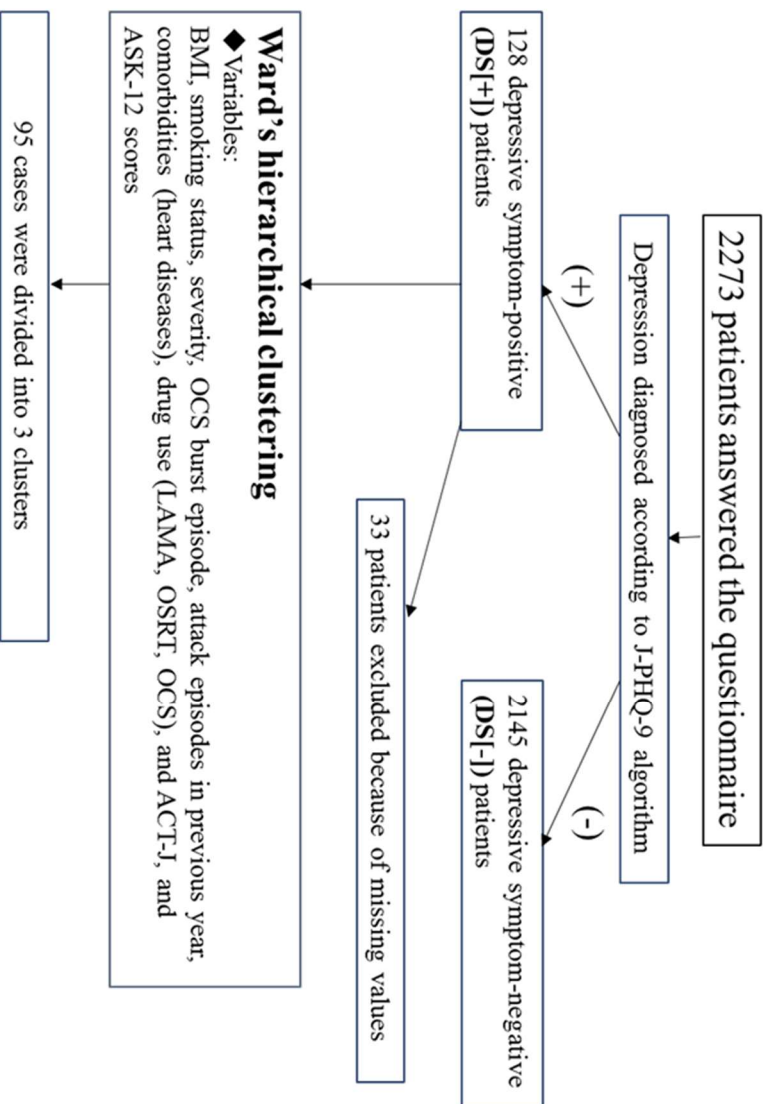 2273 patients answered the questionnaire
Depression diagnosed according to J-PHQ-9 algorithm
(+)
(-)
128 depressive symptom-positive
(DS[+]) patients
2145 depressive symptom-negative
(DS[-]) patients
33 patients excluded because of missing values
Ward's hierarchical clustering
◆Variables:
BMI, smoking status, severity, OCS burst episode, attack episodes in previous year,
comorbidities (heart diseases), drug use (LAMA, OSRT, OCS), and ACT-J, and
ASK-12 scores
95 cases were divided into 3 clusters